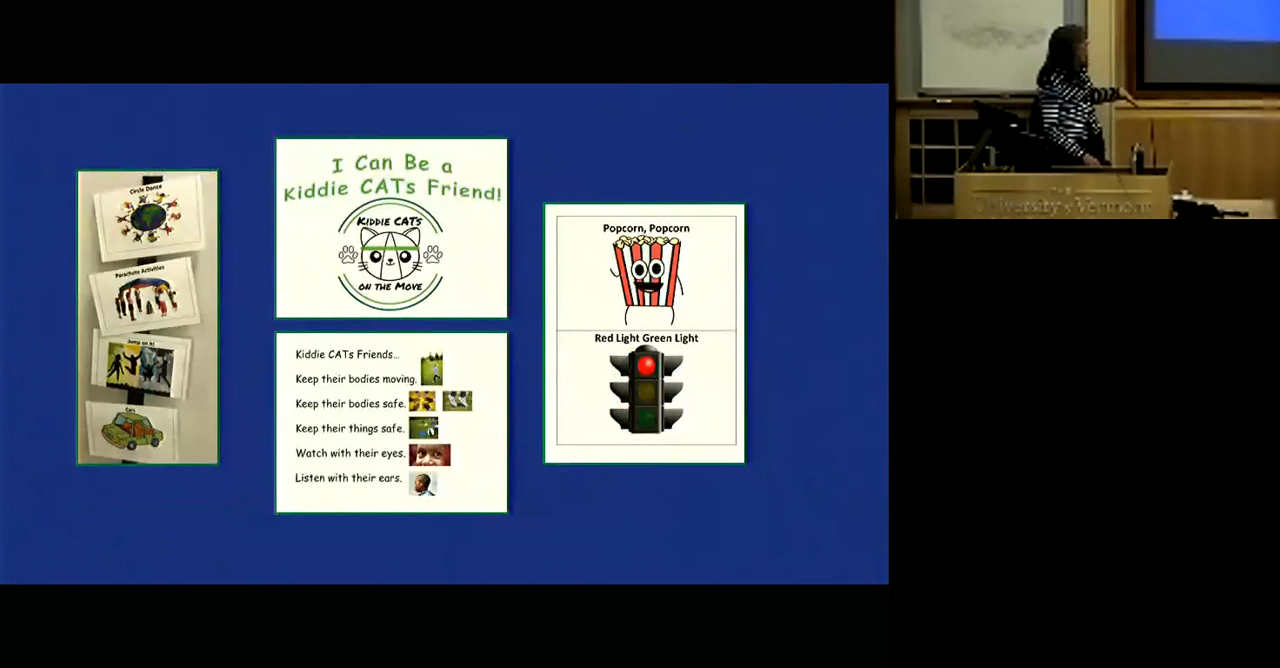 Circle Dance
Parachute Activities
Jump on it!
Cars
I Can Be a
Kiddie CATs Friend!
KIDDIE CATs
ON THE MOVE
Kiddie CATs Friends...
Keep their bodies moving.
Keep their bodies safe.
Keep their things safe.
Watch with their eyes.
Listen with their ears.
Popcorn, Popcorn
Red Light Green Light
THE
University of Vermont